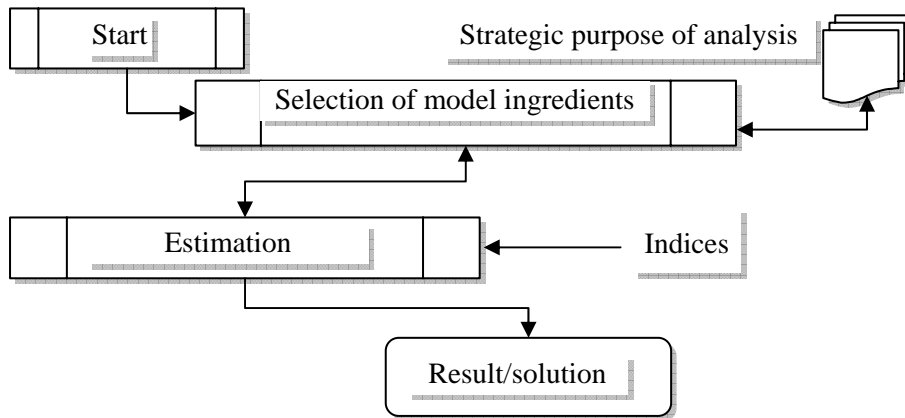 Start
Strategic purpose of analysis
Selection of model ingredients
Estimation
Indices
Result/solution